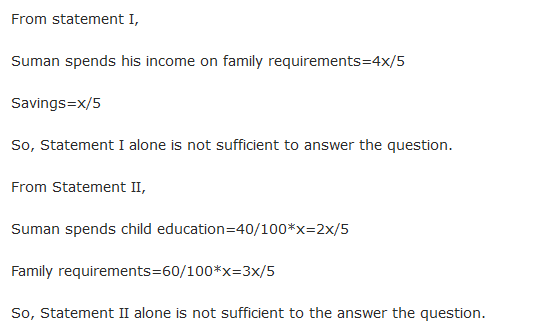 From statement I,
Suman spends his income on family requirements=4x/5
Savings=x/5
So, Statement I alone is not sufficient to answer the question.
From Statement II,
Suman spends child education=40/100*x=2x/5
Family requirements=60/100*x=3x/5
So, Statement II alone is not sufficient to the answer the question.